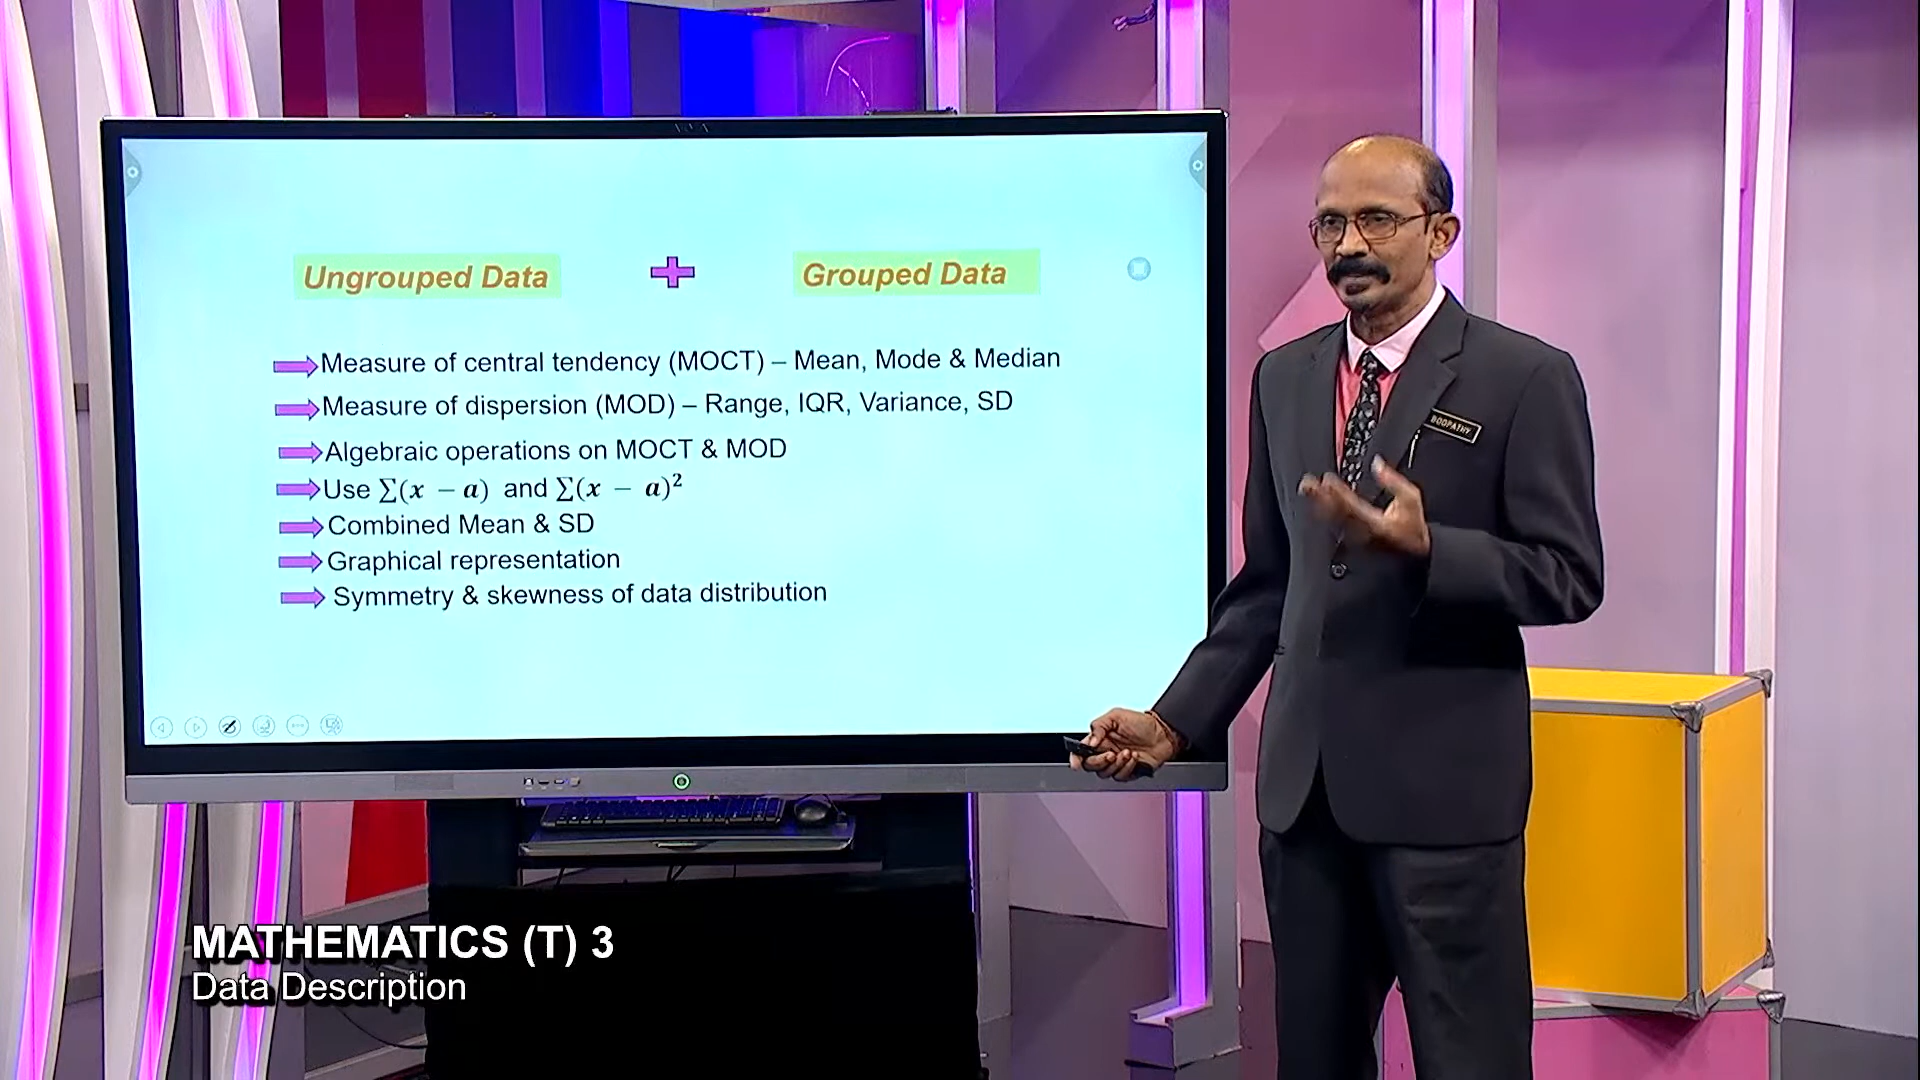 Ungrouped Data + Grouped Data
Measure of central tendency (MOCT) – Mean, Mode & Median
Measure of dispersion (MOD) – Range, IQR, Variance, SD
Algebraic operations on MOCT & MOD
Use ∑(x − a) and ∑(x − a)²
Combined Mean & SD
Graphical representation
Symmetry & skewness of data distribution
BOOPATHY
MATHEMATICS (T) 3
Data Description